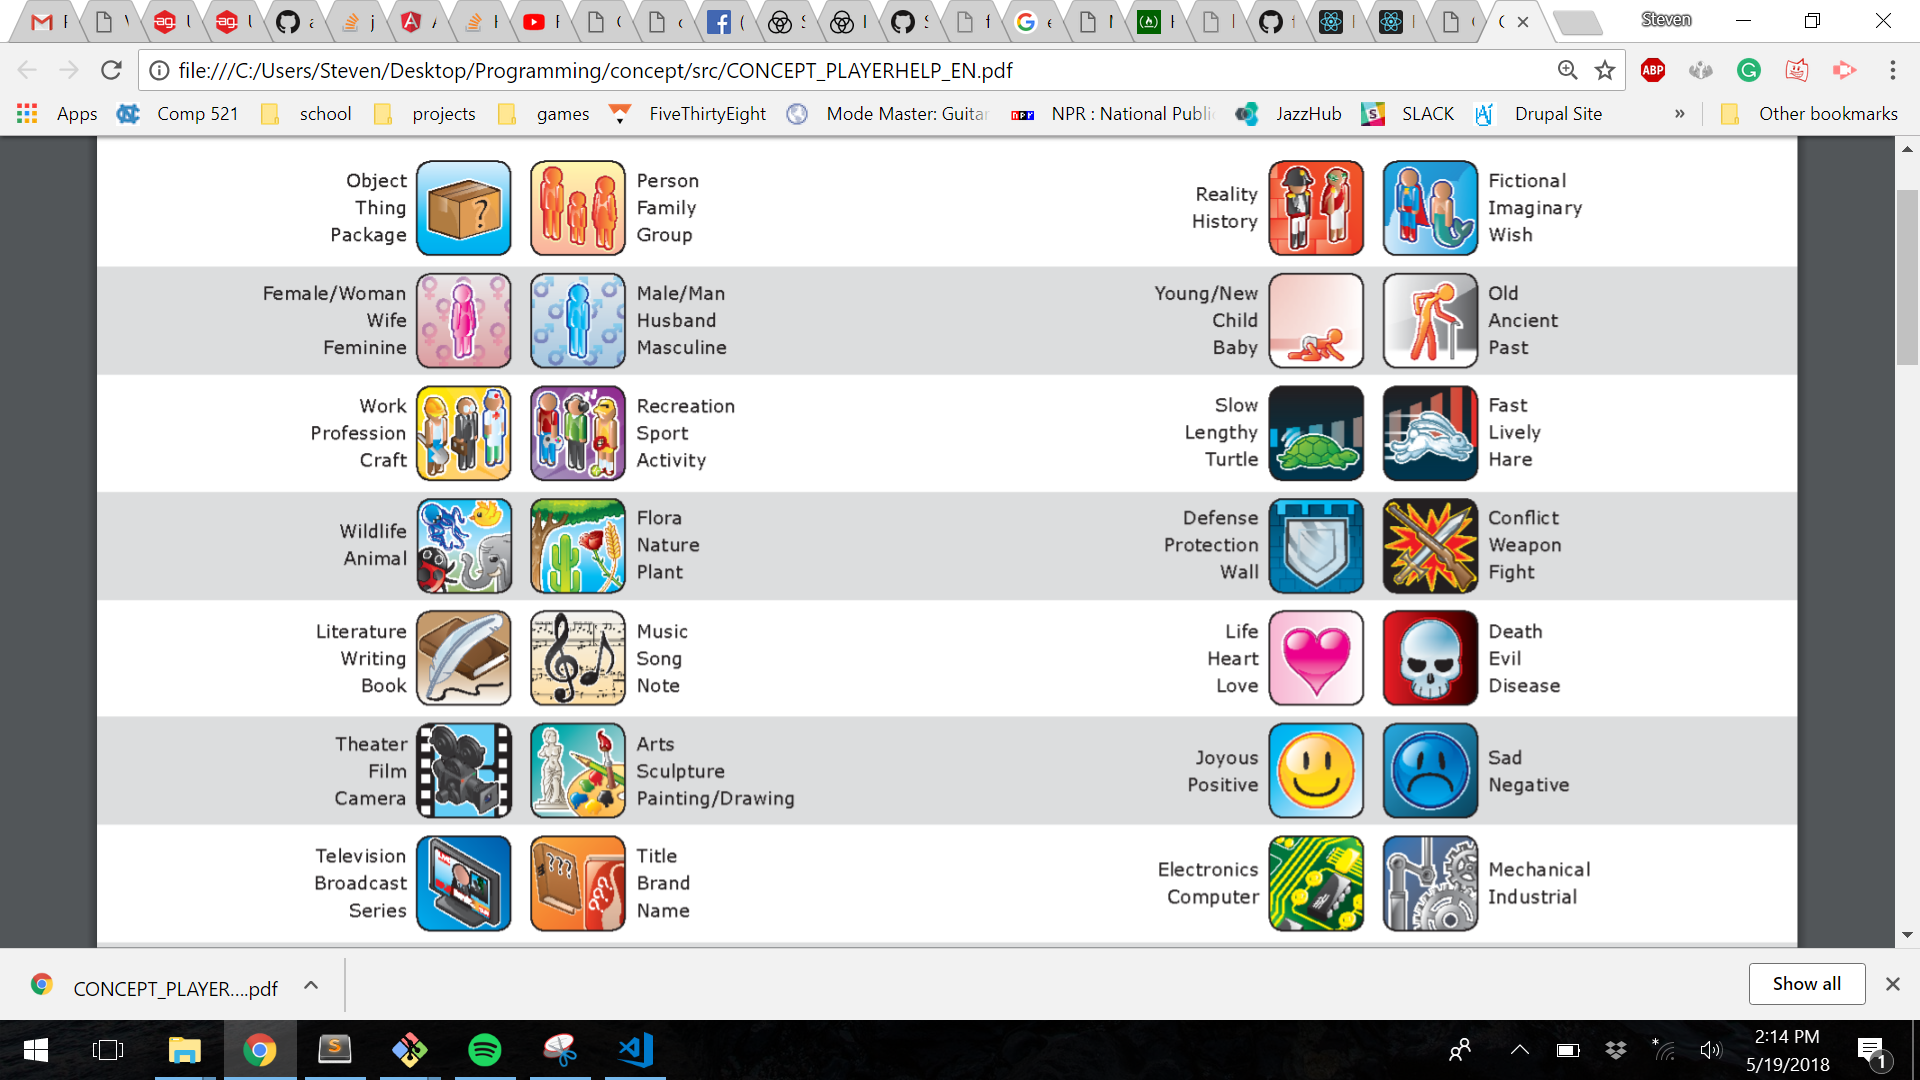 Steven
file:///C:/Users/Steven/Desktop/Programming/concept/src/CONCEPT_PLAYERHELP_EN.pdf
ABP
Apps
Comp 521
school
projects
games
FiveThirtyEight
Mode Master: Guitar
NPR : National Public
JazzHub
SLACK
Drupal Site
»
Other bookmarks
Object
Thing
Package
Person
Family
Group
Reality
History
Fictional
Imaginary
Wish
Female/Woman
Wife
Feminine
Male/Man
Husband
Masculine
Young/New
Child
Baby
Old
Ancient
Past
Work
Profession
Craft
Recreation
Sport
Activity
Slow
Lengthy
Turtle
Fast
Lively
Hare
Wildlife
Animal
Flora
Nature
Plant
Defense
Protection
Wall
Conflict
Weapon
Fight
Literature
Writing
Book
Music
Song
Note
Life
Heart
Love
Death
Evil
Disease
Theater
Film
Camera
Arts
Sculpture
Painting/Drawing
Joyous
Positive
Sad
Negative
Television
Broadcast
Series
Title
Brand
Name
Electronics
Computer
Mechanical
Industrial
CONCEPT_PLAYER....pdf
Show all
2:14 PM
5/19/2018
1